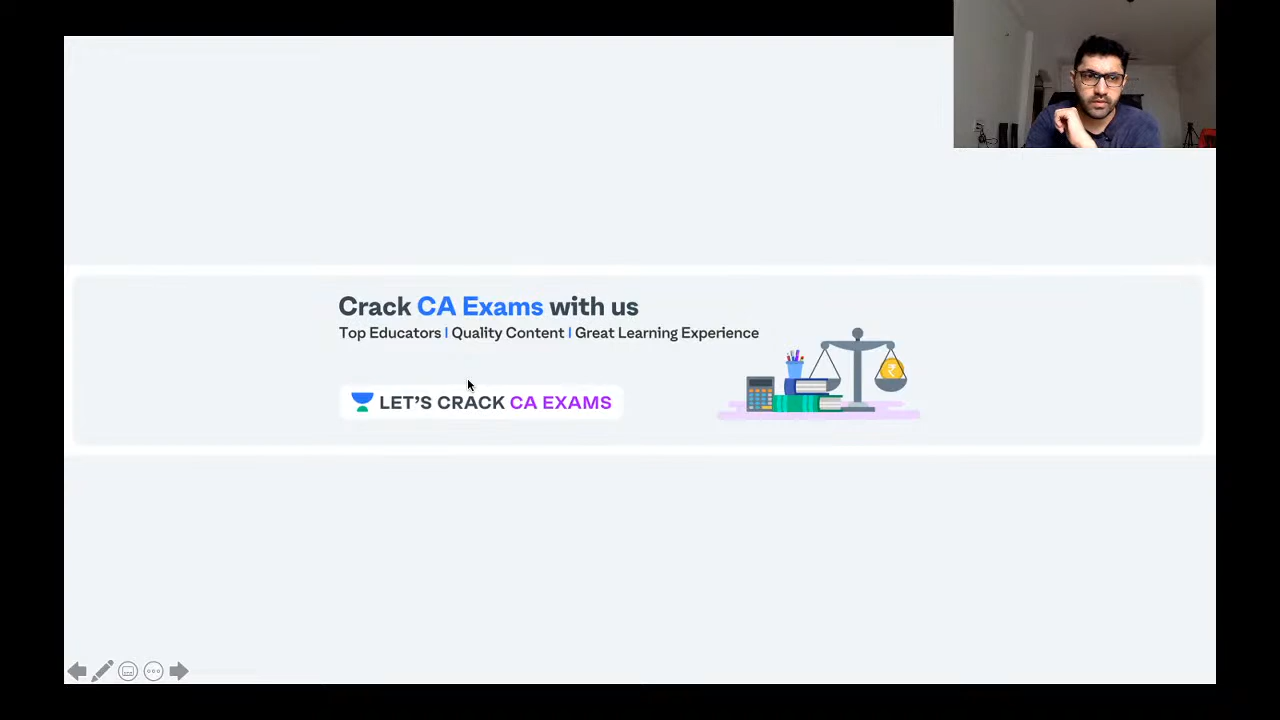 Crack CA Exams with us
Top Educators | Quality Content | Great Learning Experience
LET'S CRACK CA EXAMS
₹